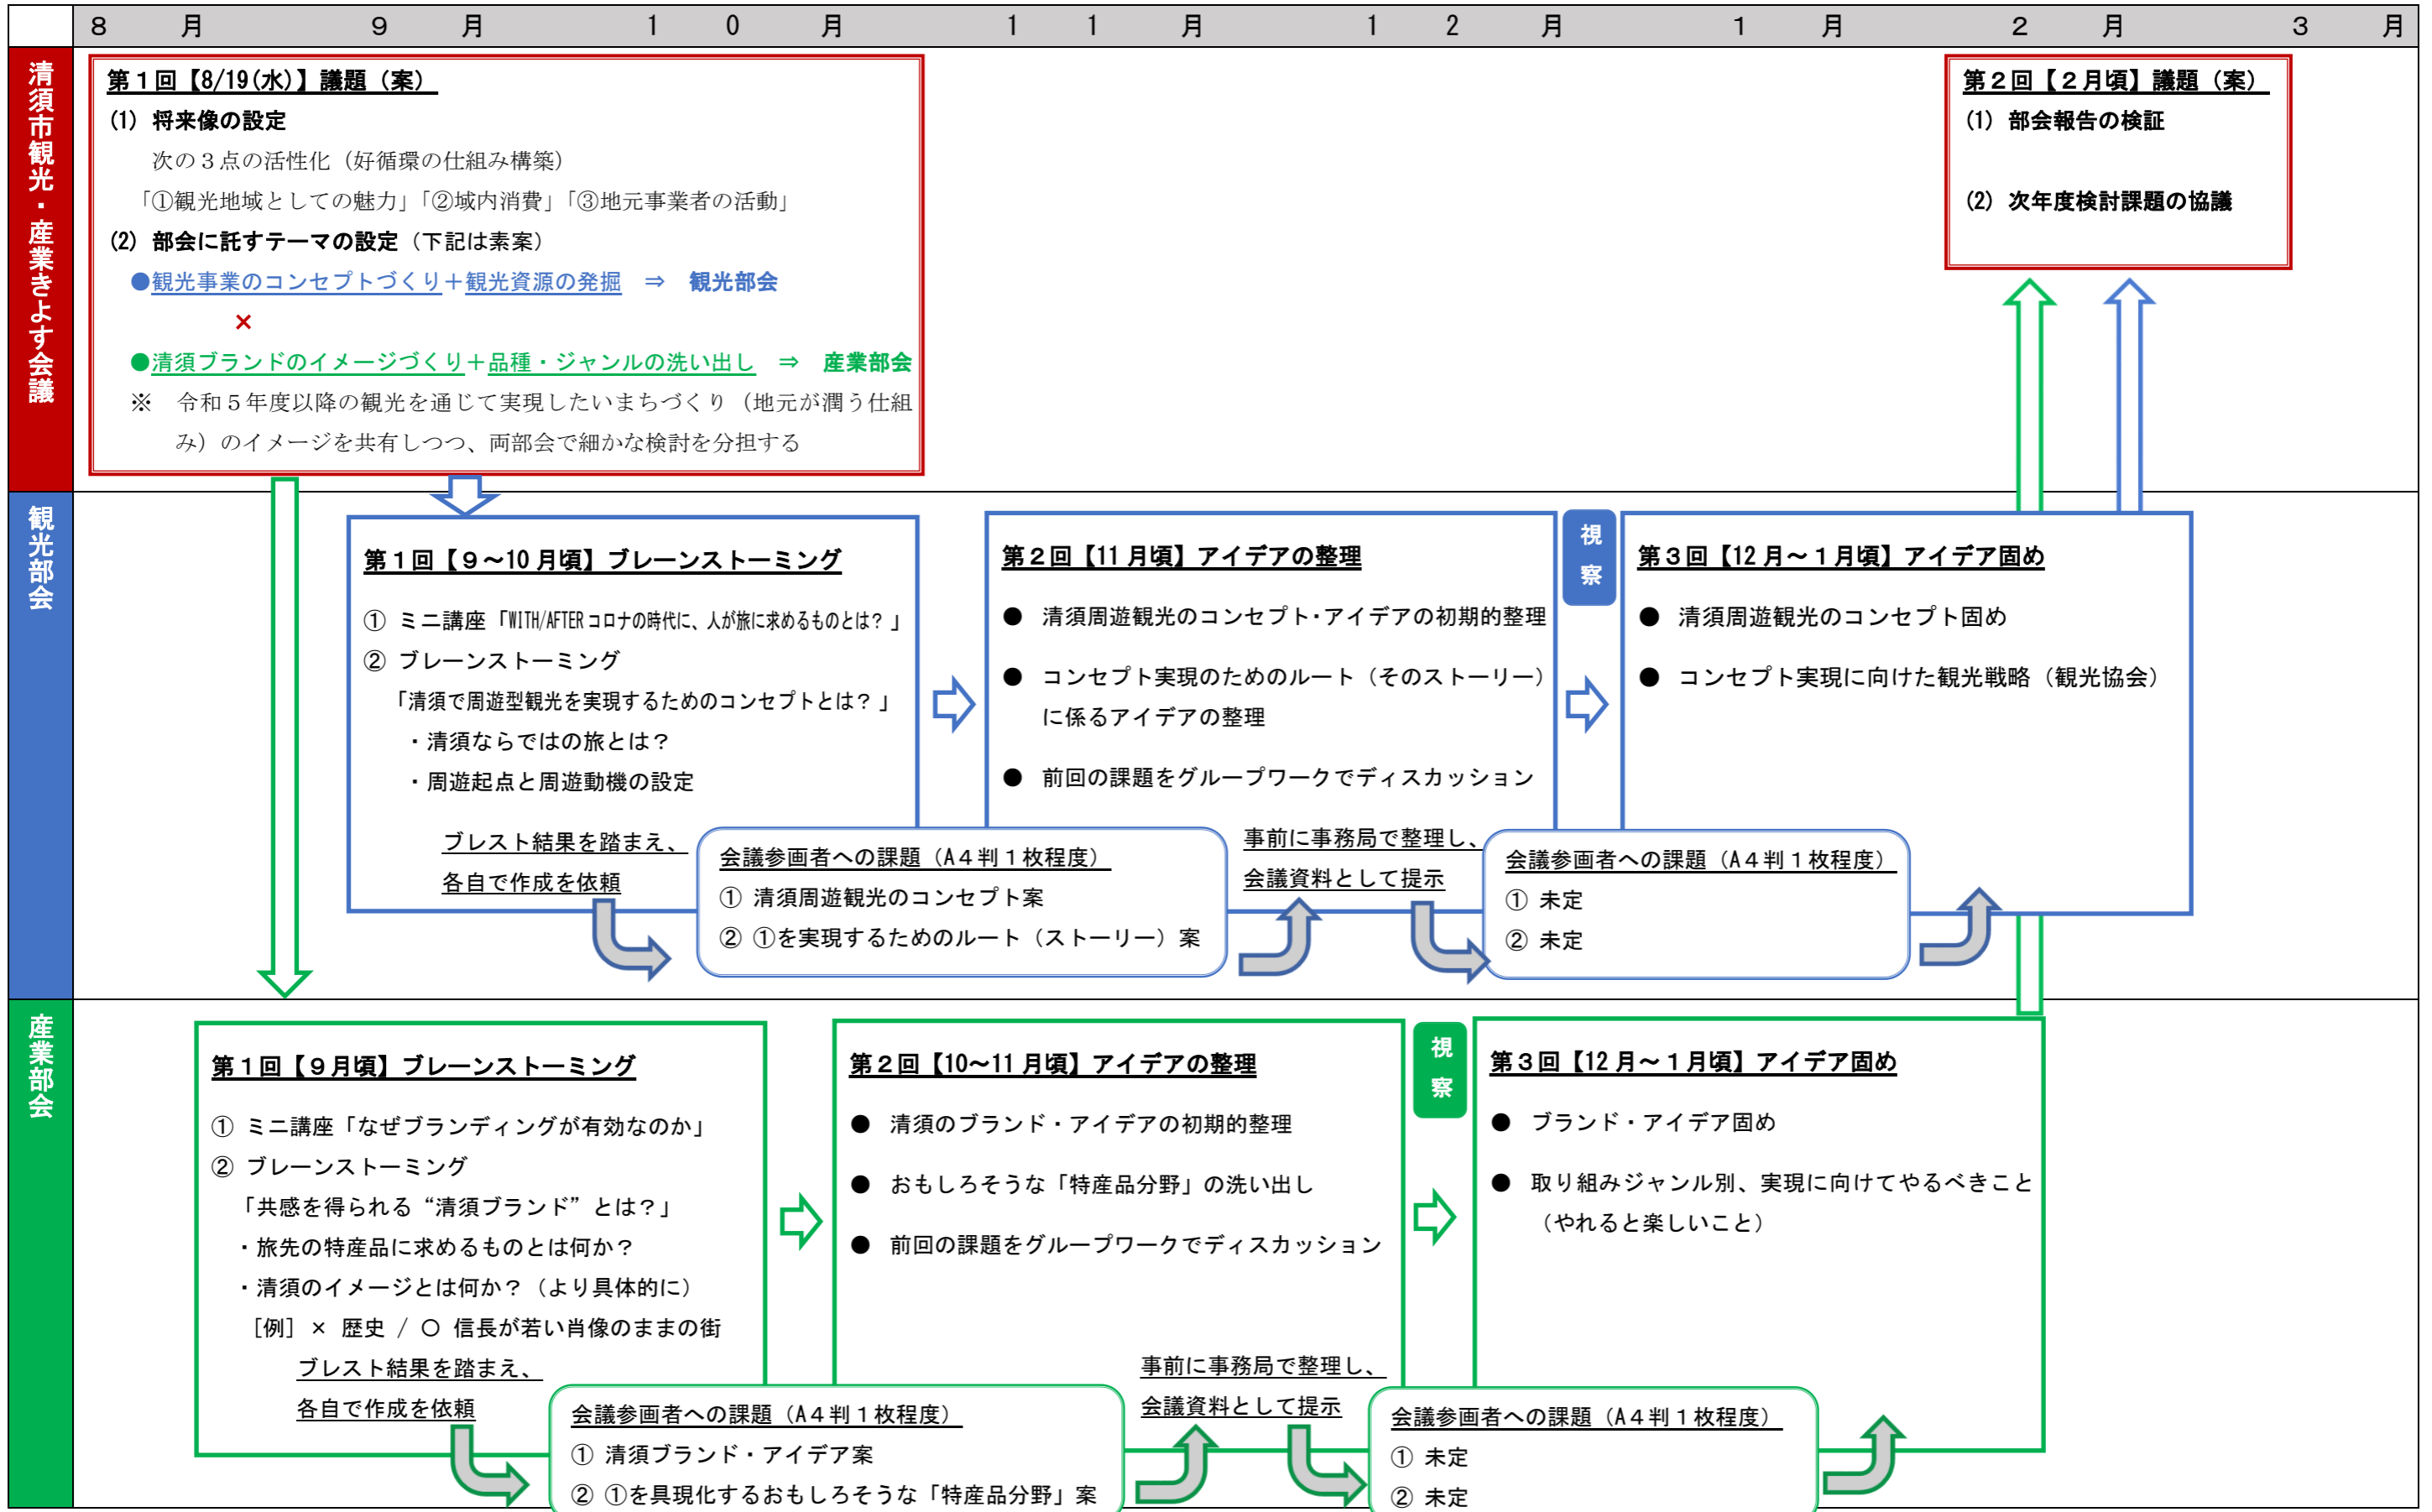 8月 9月 10月 11月 12月 1月 2月 3月
清須市観光・産業きよす会議
第1回【8/19(水)】議題（案）
(1) 将来像の設定
次の3点の活性化（好循環の仕組み構築）
「①観光地域としての魅力」「②域内消費」「③地元事業者の活動」
(2) 部会に託すテーマの設定（下記は素案）
●観光事業のコンセプトづくり＋観光資源の発掘 ⇒ 観光部会
×
●清須ブランドのイメージづくり＋品種・ジャンルの洗い出し ⇒ 産業部会
※ 令和5年度以降の観光を通じて実現したいまちづくり（地元が潤う仕組
み）のイメージを共有しつつ、両部会で細かな検討を分担する
第2回【2月頃】議題（案）
(1) 部会報告の検証
(2) 次年度検討課題の協議
観光部会
第1回【9～10月頃】ブレーンストーミング
① ミニ講座「WITH/AFTERコロナの時代に、人が旅に求めるものとは？」
② ブレーンストーミング
「清須で周遊型観光を実現するためのコンセプトとは？」
・清須ならではの旅とは？
・周遊起点と周遊動機の設定
ブレスト結果を踏まえ、
各自で作成を依頼
会議参画者への課題（A4判1枚程度）
① 清須周遊観光のコンセプト案
② ①を実現するためのルート（ストーリー）案
第2回【11月頃】アイデアの整理
● 清須周遊観光のコンセプト・アイデアの初期的整理
● コンセプト実現のためのルート（そのストーリー）
に係るアイデアの整理
● 前回の課題をグループワークでディスカッション
事前に事務局で整理し、
会議資料として提示
視察
会議参画者への課題（A4判1枚程度）
① 未定
② 未定
第3回【12月～1月頃】アイデア固め
● 清須周遊観光のコンセプト固め
● コンセプト実現に向けた観光戦略（観光協会）
産業部会
第1回【9月頃】ブレーンストーミング
① ミニ講座「なぜブランディングが有効なのか」
② ブレーンストーミング
「共感を得られる“清須ブランド”とは？」
・旅先の特産品に求めるものとは何か？
・清須のイメージとは何か？（より具体的に）
［例］× 歴史 / ○ 信長が若い肖像のままの街
ブレスト結果を踏まえ、
各自で作成を依頼
会議参画者への課題（A4判1枚程度）
① 清須ブランド・アイデア案
② ①を具現化するおもしろそうな「特産品分野」案
第2回【10～11月頃】アイデアの整理
● 清須のブランド・アイデアの初期的整理
● おもしろそうな「特産品分野」の洗い出し
● 前回の課題をグループワークでディスカッション
事前に事務局で整理し、
会議資料として提示
視察
会議参画者への課題（A4判1枚程度）
① 未定
② 未定
第3回【12月～1月頃】アイデア固め
● ブランド・アイデア固め
● 取り組みジャンル別、実現に向けてやるべきこと
（やれると楽しいこと）